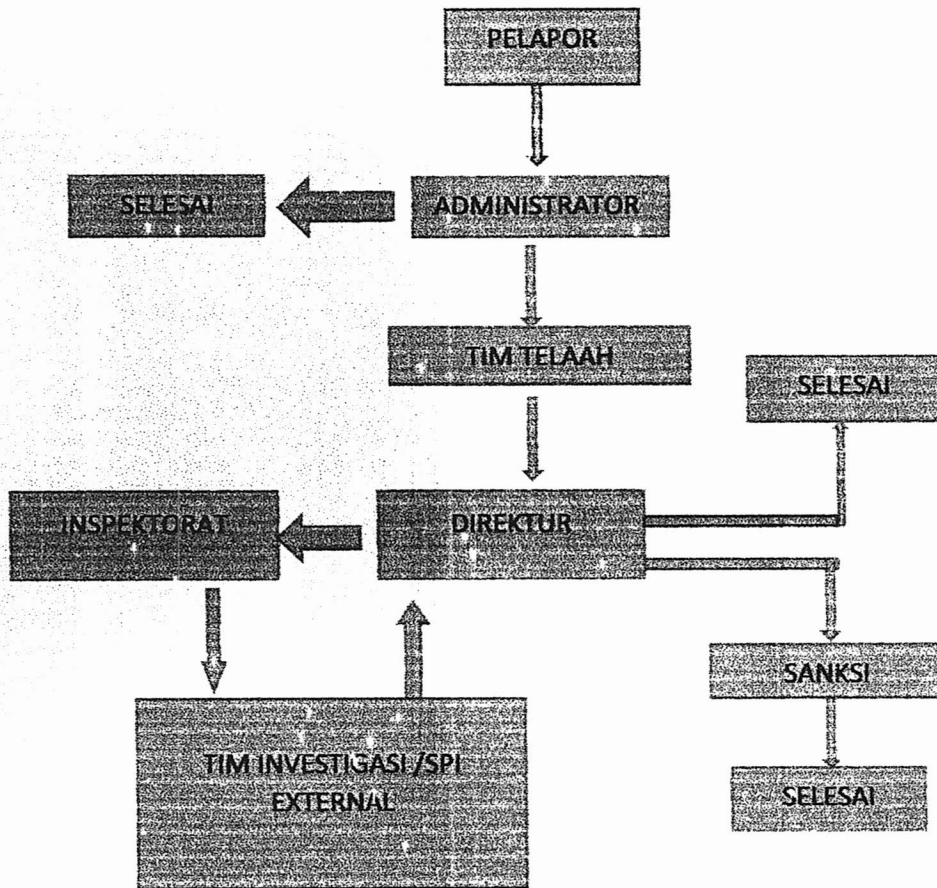 PELAPOR
SELESAI
ADMINISTRATOR
TIM TELAAH
SELESAI
INSPEKTORAT
DIREKTUR
SANKSI
TIM INVESTIGASI /SPI
EXTERNAL
SELESAI